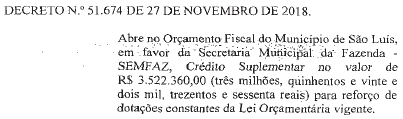 DECRETO N.º 51.674 DE 27 DE NOVEMBRO DE 2018.
Abre no Orçamento Fiscal do Município de São Luís,
em favor da Secretaria Municipal da Fazenda -
SEMFAZ, Crédito Suplementar no valor de
R$ 3.522.360,00 (três milhões, quinhentos e vinte e
dois mil, trezentos e sessenta reais) para reforço de
dotações constantes da Lei Orçamentária vigente.